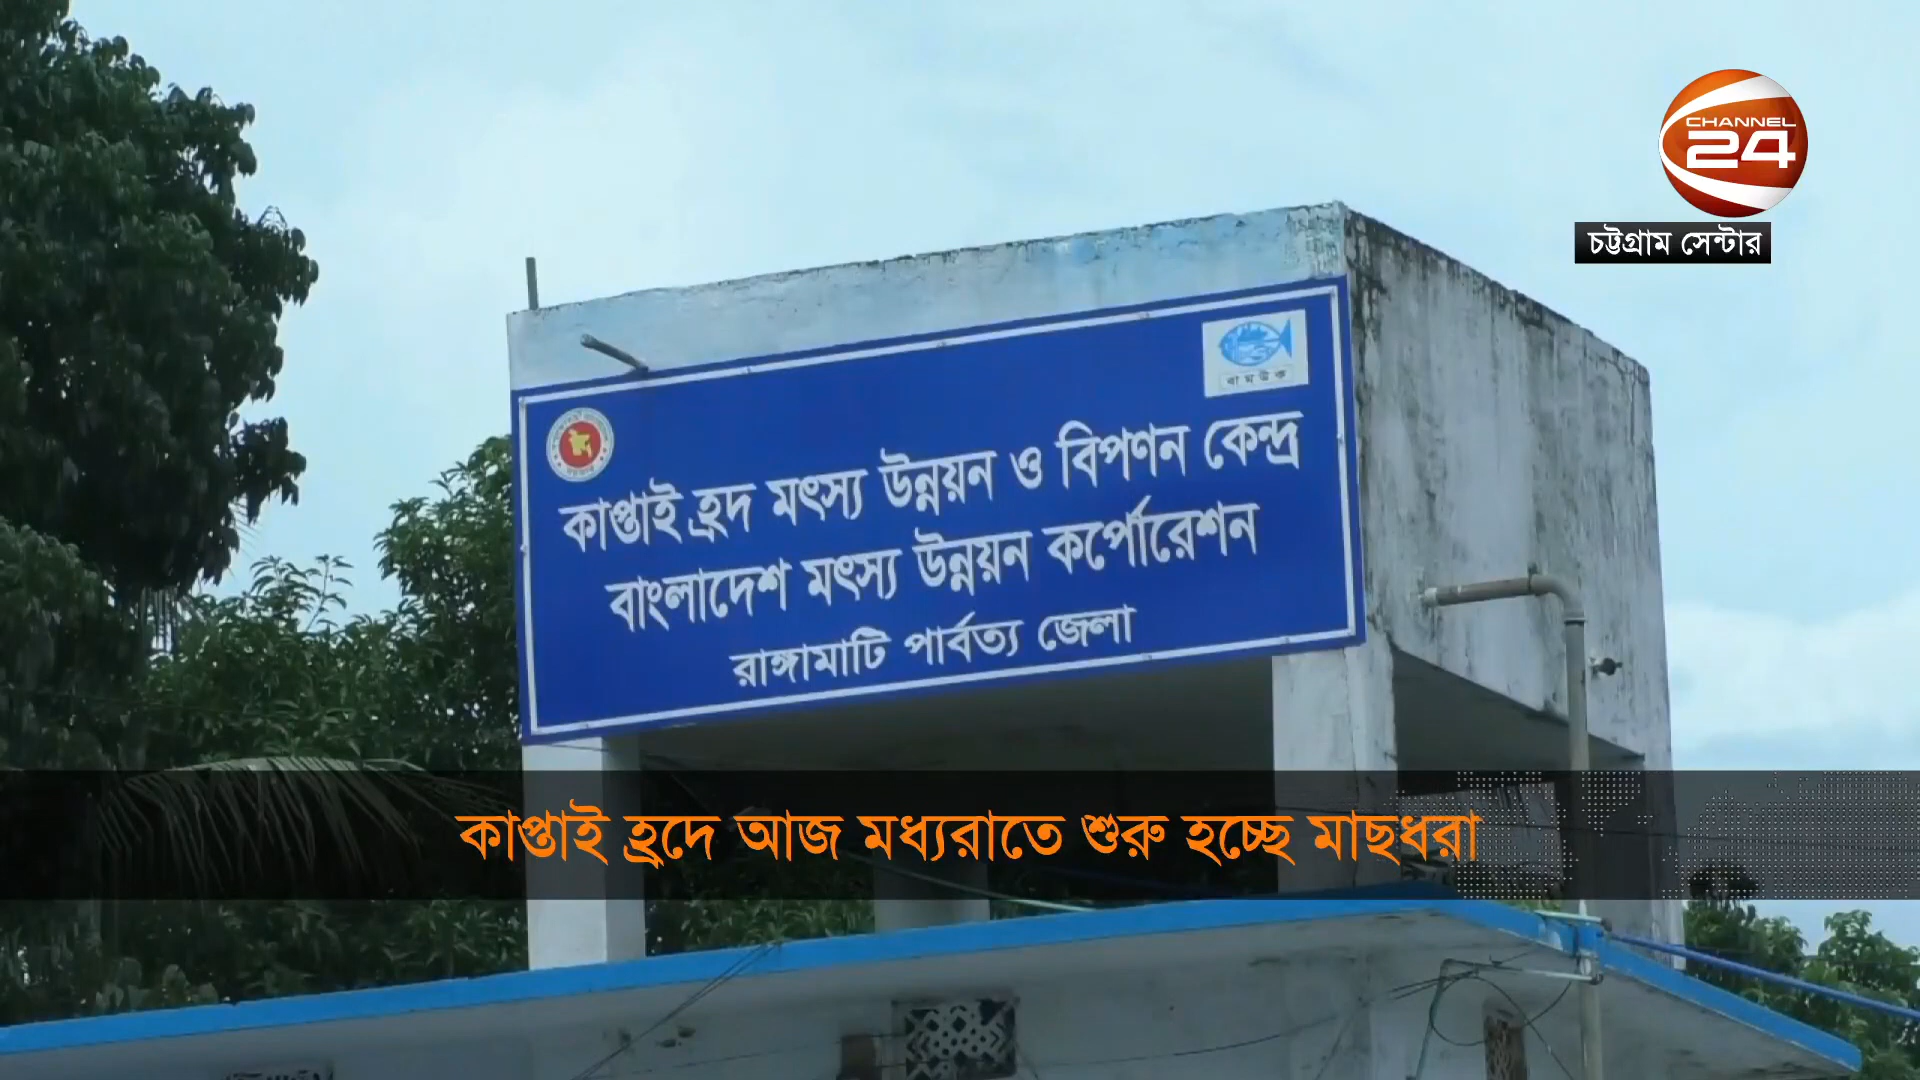 CHANNEL
24
চট্টগ্রাম সেন্টার
বামউক
কাপ্তাই হ্রদ মৎস্য উন্নয়ন ও বিপণন কেন্দ্র
বাংলাদেশ মৎস্য উন্নয়ন কর্পোরেশন
রাঙ্গামাটি পার্বত্য জেলা
কাপ্তাই হ্রদে আজ মধ্যরাতে শুরু হচ্ছে মাছধরা